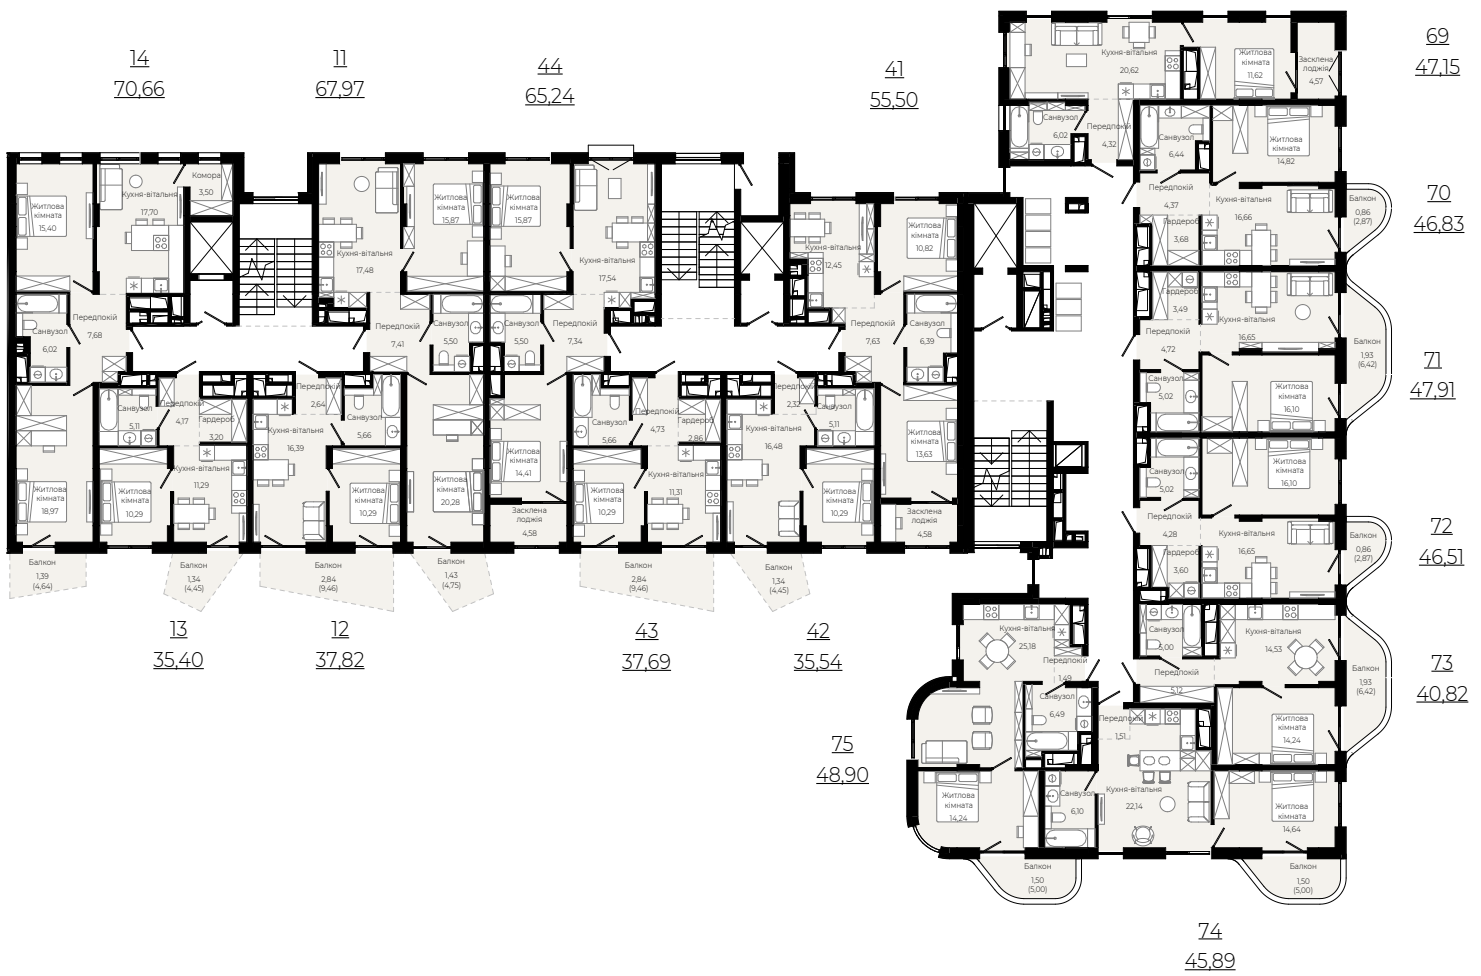 14
70,66
11
67,97
44
65,24
41
55,50
69
47,15
70
46,83
71
47,91
72
46,51
73
40,82
74
45,89
75
48,90
13
35,40
12
37,82
43
37,69
42
35,54
Житлова
кімната
15,40
Кухня-вітальня
17,70
Комора
3,50
Санвузол
6,02
Передпокій
7,68
Житлова
кімната
18,97
Балкон
1,39
(4,64)
Санвузол
5,11
Передпокій
4,17
Гардероб
3,20
Кухня-вітальня
11,29
Житлова
кімната
10,29
Балкон
1,34
(4,45)
Передпокій
2,64
Кухня-вітальня
16,39
Санвузол
5,66
Житлова
кімната
10,29
Балкон
2,84
(9,46)
Кухня-вітальня
17,48
Житлова
кімната
15,87
Передпокій
7,41
Санвузол
5,50
Житлова
кімната
20,28
Балкон
1,43
(4,75)
Житлова
кімната
15,87
Кухня-вітальня
17,54
Санвузол
5,50
Передпокій
7,34
Житлова
кімната
14,41
Засклена
лоджія
4,58
Санвузол
5,66
Передпокій
4,73
Гардероб
2,86
Кухня-вітальня
11,31
Житлова
кімната
10,29
Балкон
2,84
(9,46)
Передпокій
2,32
Кухня-вітальня
16,48
Санвузол
5,11
Житлова
кімната
10,29
Балкон
1,34
(4,45)
Кухня-вітальня
12,45
Житлова
кімната
10,82
Передпокій
7,63
Санвузол
6,39
Житлова
кімната
13,63
Засклена
лоджія
4,58
Кухня-вітальня
20,62
Житлова
кімната
11,62
Засклена
лоджія
4,57
Санвузол
6,02
Передпокій
4,32
Санвузол
6,44
Житлова
кімната
14,82
Передпокій
4,37
Гардероб
3,68
Кухня-вітальня
16,66
Балкон
0,86
(2,87)
Гардероб
3,49
Кухня-вітальня
16,65
Передпокій
4,72
Санвузол
5,02
Житлова
кімната
16,10
Балкон
1,93
(6,42)
Санвузол
5,02
Житлова
кімната
16,10
Передпокій
4,28
Гардероб
3,60
Кухня-вітальня
16,65
Балкон
0,86
(2,87)
Санвузол
5,00
Кухня-вітальня
14,53
Передпокій
5,12
Житлова
кімната
14,24
Балкон
1,93
(6,42)
Кухня-вітальня
25,18
Передпокій
1,49
Санвузол
6,49
Житлова
кімната
14,24
Балкон
1,50
(5,00)
Передпокій
1,51
Санвузол
6,10
Кухня-вітальня
22,14
Житлова
кімната
14,64
Балкон
1,50
(5,00)